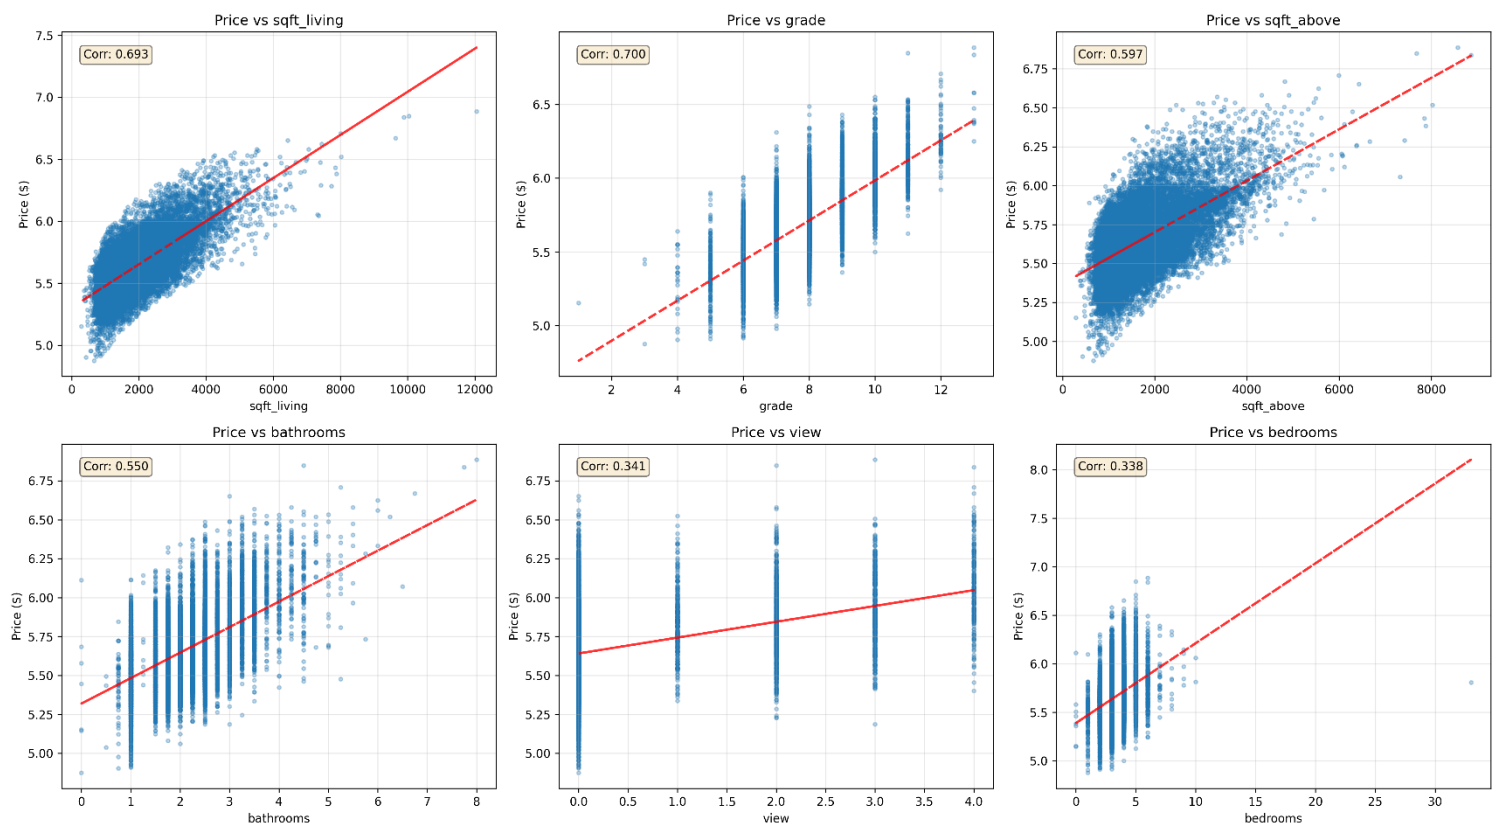 Price vs sqft_living
Corr: 0.693
7.5
7.0
6.5
6.0
5.5
5.0
Price ($)
0 2000 4000 6000 8000 10000 12000
sqft_living
Price vs grade
Corr: 0.700
6.5
6.0
5.5
5.0
Price ($)
2 4 6 8 10 12
grade
Price vs sqft_above
Corr: 0.597
6.75
6.50
6.25
6.00
5.75
5.50
5.25
5.00
Price ($)
0 2000 4000 6000 8000
sqft_above
Price vs bathrooms
Corr: 0.550
6.75
6.50
6.25
6.00
5.75
5.50
5.25
5.00
Price ($)
0 1 2 3 4 5 6 7 8
bathrooms
Price vs view
Corr: 0.341
6.75
6.50
6.25
6.00
5.75
5.50
5.25
5.00
Price ($)
0.0 0.5 1.0 1.5 2.0 2.5 3.0 3.5 4.0
view
Price vs bedrooms
Corr: 0.338
8.0
7.5
7.0
6.5
6.0
5.5
5.0
Price ($)
0 5 10 15 20 25 30
bedrooms